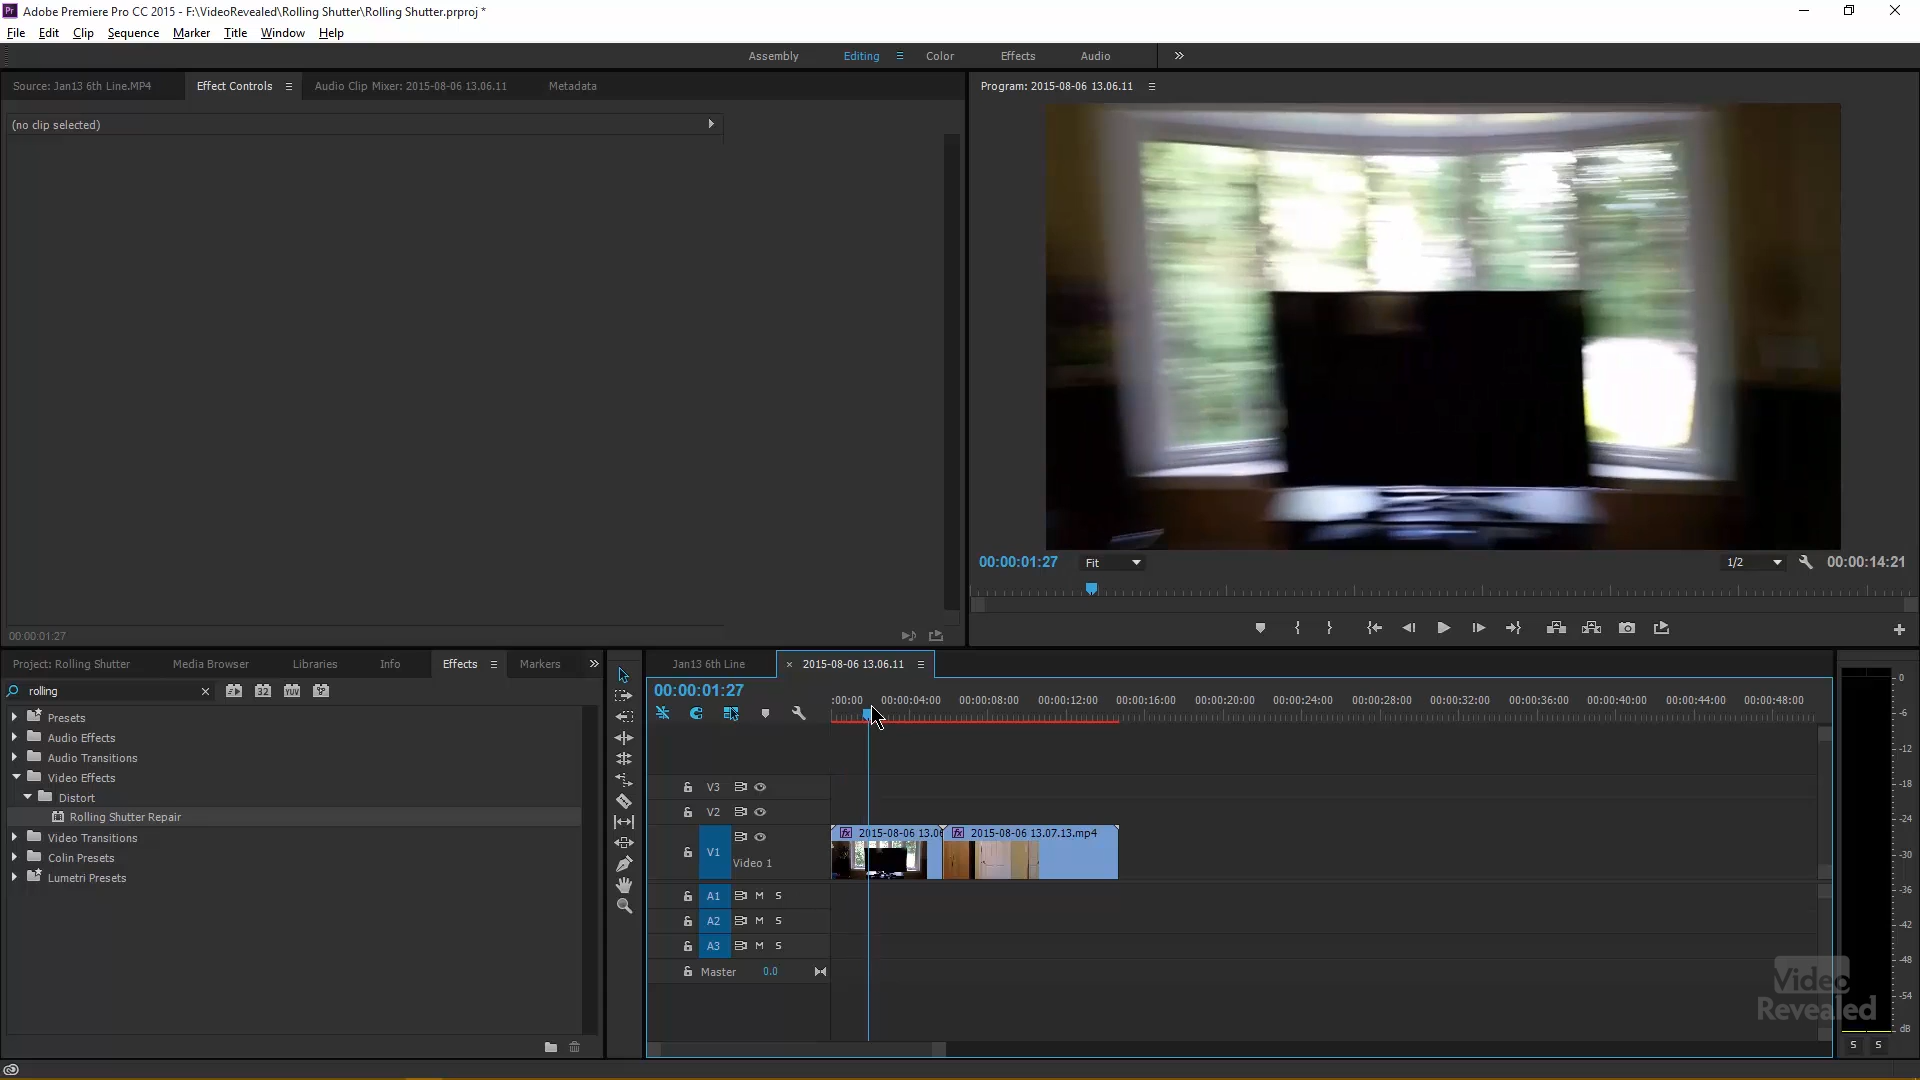 Adobe Premiere Pro CC 2015 - F:\VideoRevealed\Rolling Shutter\Rolling Shutter.prproj *
File Edit Clip Sequence Marker Title Window Help
Assembly Editing Color Effects Audio
Source: Jan13 6th Line.MP4 Effect Controls Audio Clip Mixer: 2015-08-06 13.06.11 Metadata
Program: 2015-08-06 13.06.11
(no clip selected)
00:00:01:27 Fit 1/2 00:00:14:21
00:00:01:27
Project: Rolling Shutter Media Browser Libraries Info Effects Markers
rolling 32 YUV
Presets
Audio Effects
Audio Transitions
Video Effects
Distort
Rolling Shutter Repair
Video Transitions
Colin Presets
Lumetri Presets
Jan13 6th Line 2015-08-06 13.06.11
00:00:01:27
:00:00 00:00:04:00 00:00:08:00 00:00:12:00 00:00:16:00 00:00:20:00 00:00:24:00 00:00:28:00 00:00:32:00 00:00:36:00 00:00:40:00 00:00:44:00 00:00:48:00
V3
V2
V1 Video 1
fx 2015-08-06 13.06 fx 2015-08-06 13.07.13.mp4
A1 M S
A2 M S
A3 M S
Master 0.0
0
-6
-12
-18
-24
-30
-36
-42
-48
-54
dB
S S
Video
Revealed